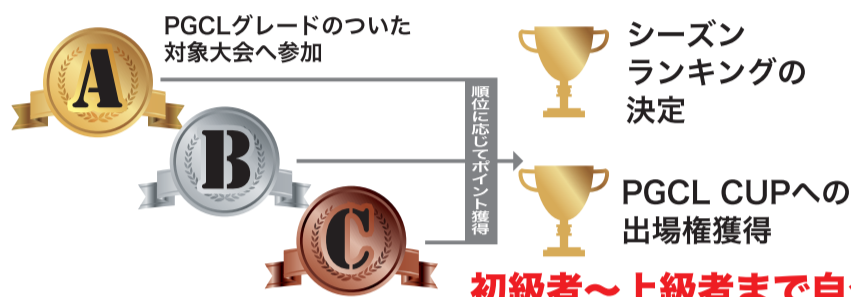 PGCLグレードのついた
対象大会へ参加
A
B
C
順位に応じてポイント獲得
シーズン
ランキングの
決定
PGCL CUPへの
出場権獲得
初級者〜上級者まで自